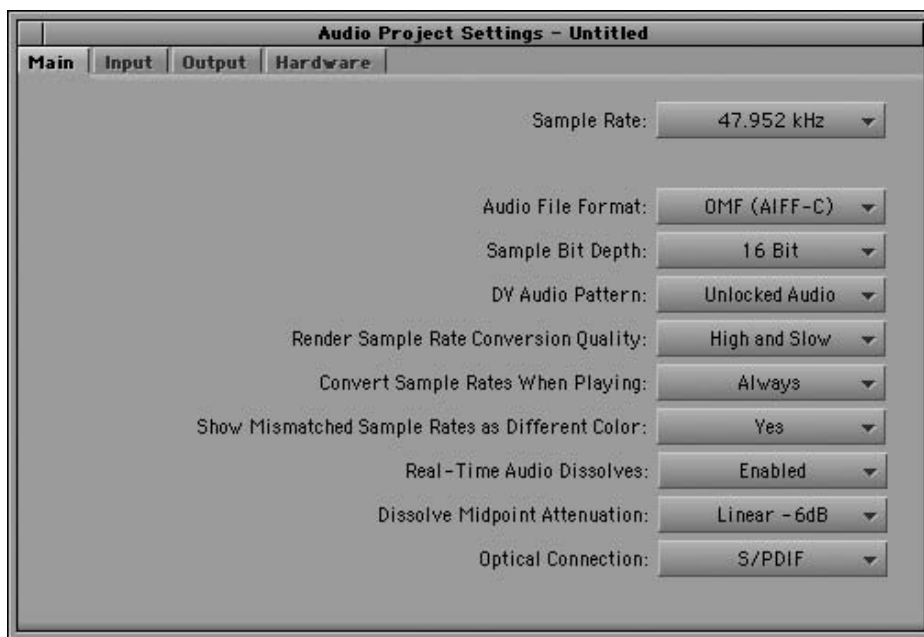 Audio Project Settings - Untitled
Main Input Output Hardware
Sample Rate: 47.952 kHz
Audio File Format: OMF (AIFF-C)
Sample Bit Depth: 16 Bit
DV Audio Pattern: Unlocked Audio
Render Sample Rate Conversion Quality: High and Slow
Convert Sample Rates When Playing: Always
Show Mismatched Sample Rates as Different Color: Yes
Real-Time Audio Dissolves: Enabled
Dissolve Midpoint Attenuation: Linear -6dB
Optical Connection: S/PDIF